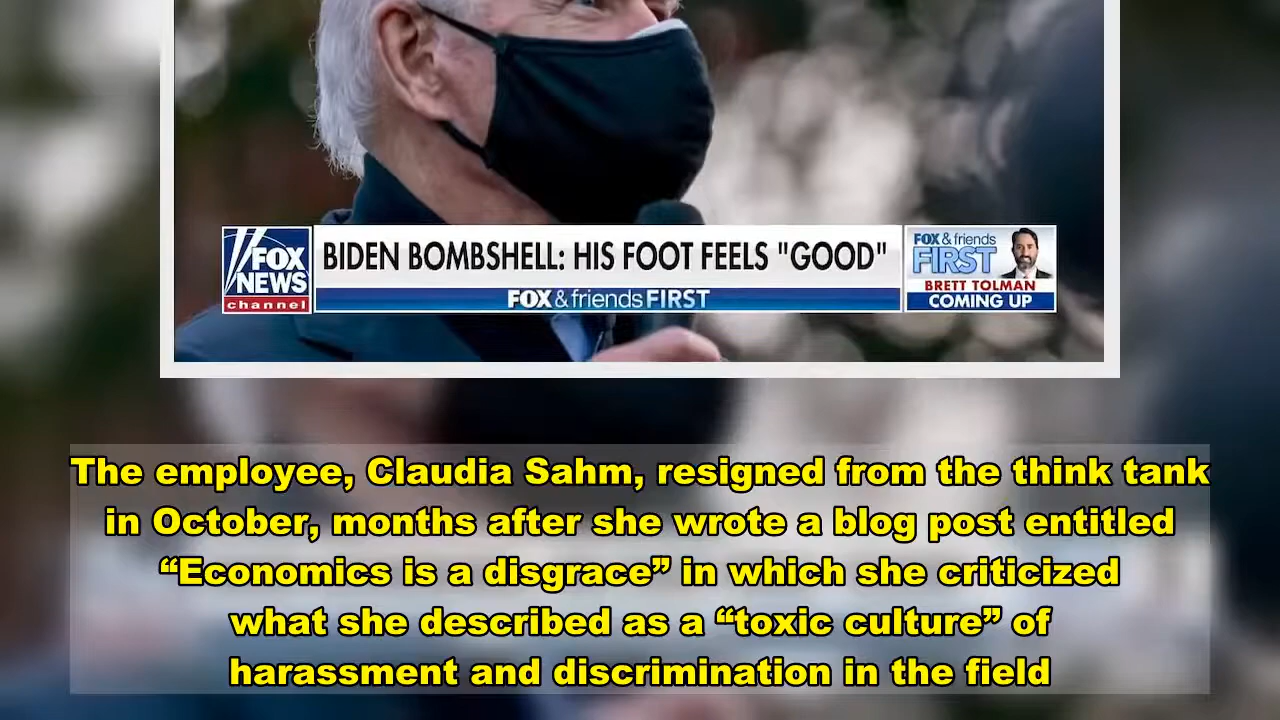 FOX
NEWS
channel
BIDEN BOMBSHELL: HIS FOOT FEELS "GOOD"
FOX & friends FIRST
FOX & friends
FIRST
BRETT TOLMAN
COMING UP
The employee, Claudia Sahm, resigned from the think tank
in October, months after she wrote a blog post entitled
“Economics is a disgrace” in which she criticized
what she described as a “toxic culture” of
harassment and discrimination in the field